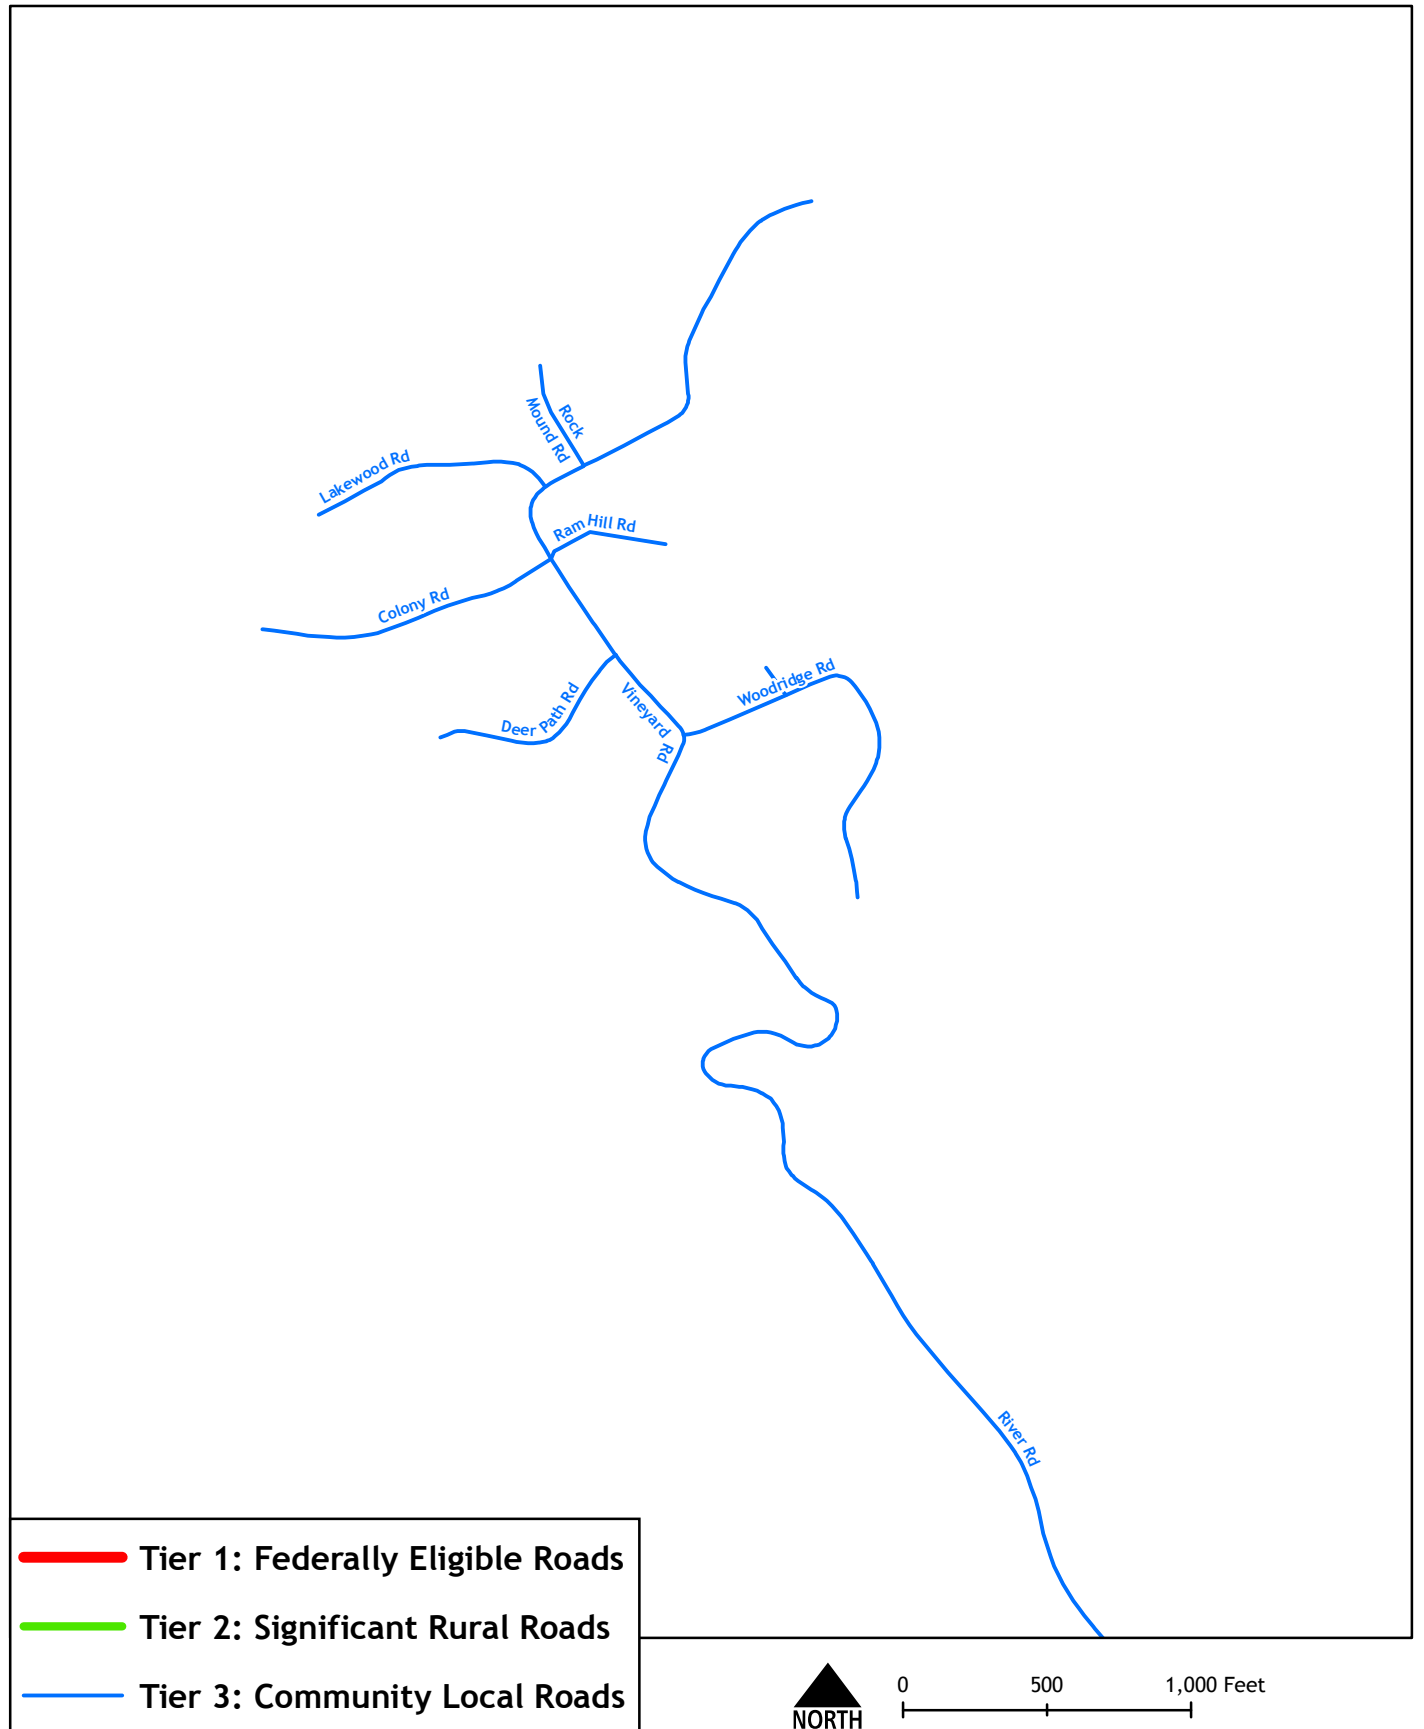 Rock
Mound Rd
Lakewood Rd
Ram Hill Rd
Colony Rd
Woodridge Rd
Deer Path Rd
Vineyard Rd
River Rd
Tier 1: Federally Eligible Roads
Tier 2: Significant Rural Roads
Tier 3: Community Local Roads
NORTH
0 500 1,000 Feet